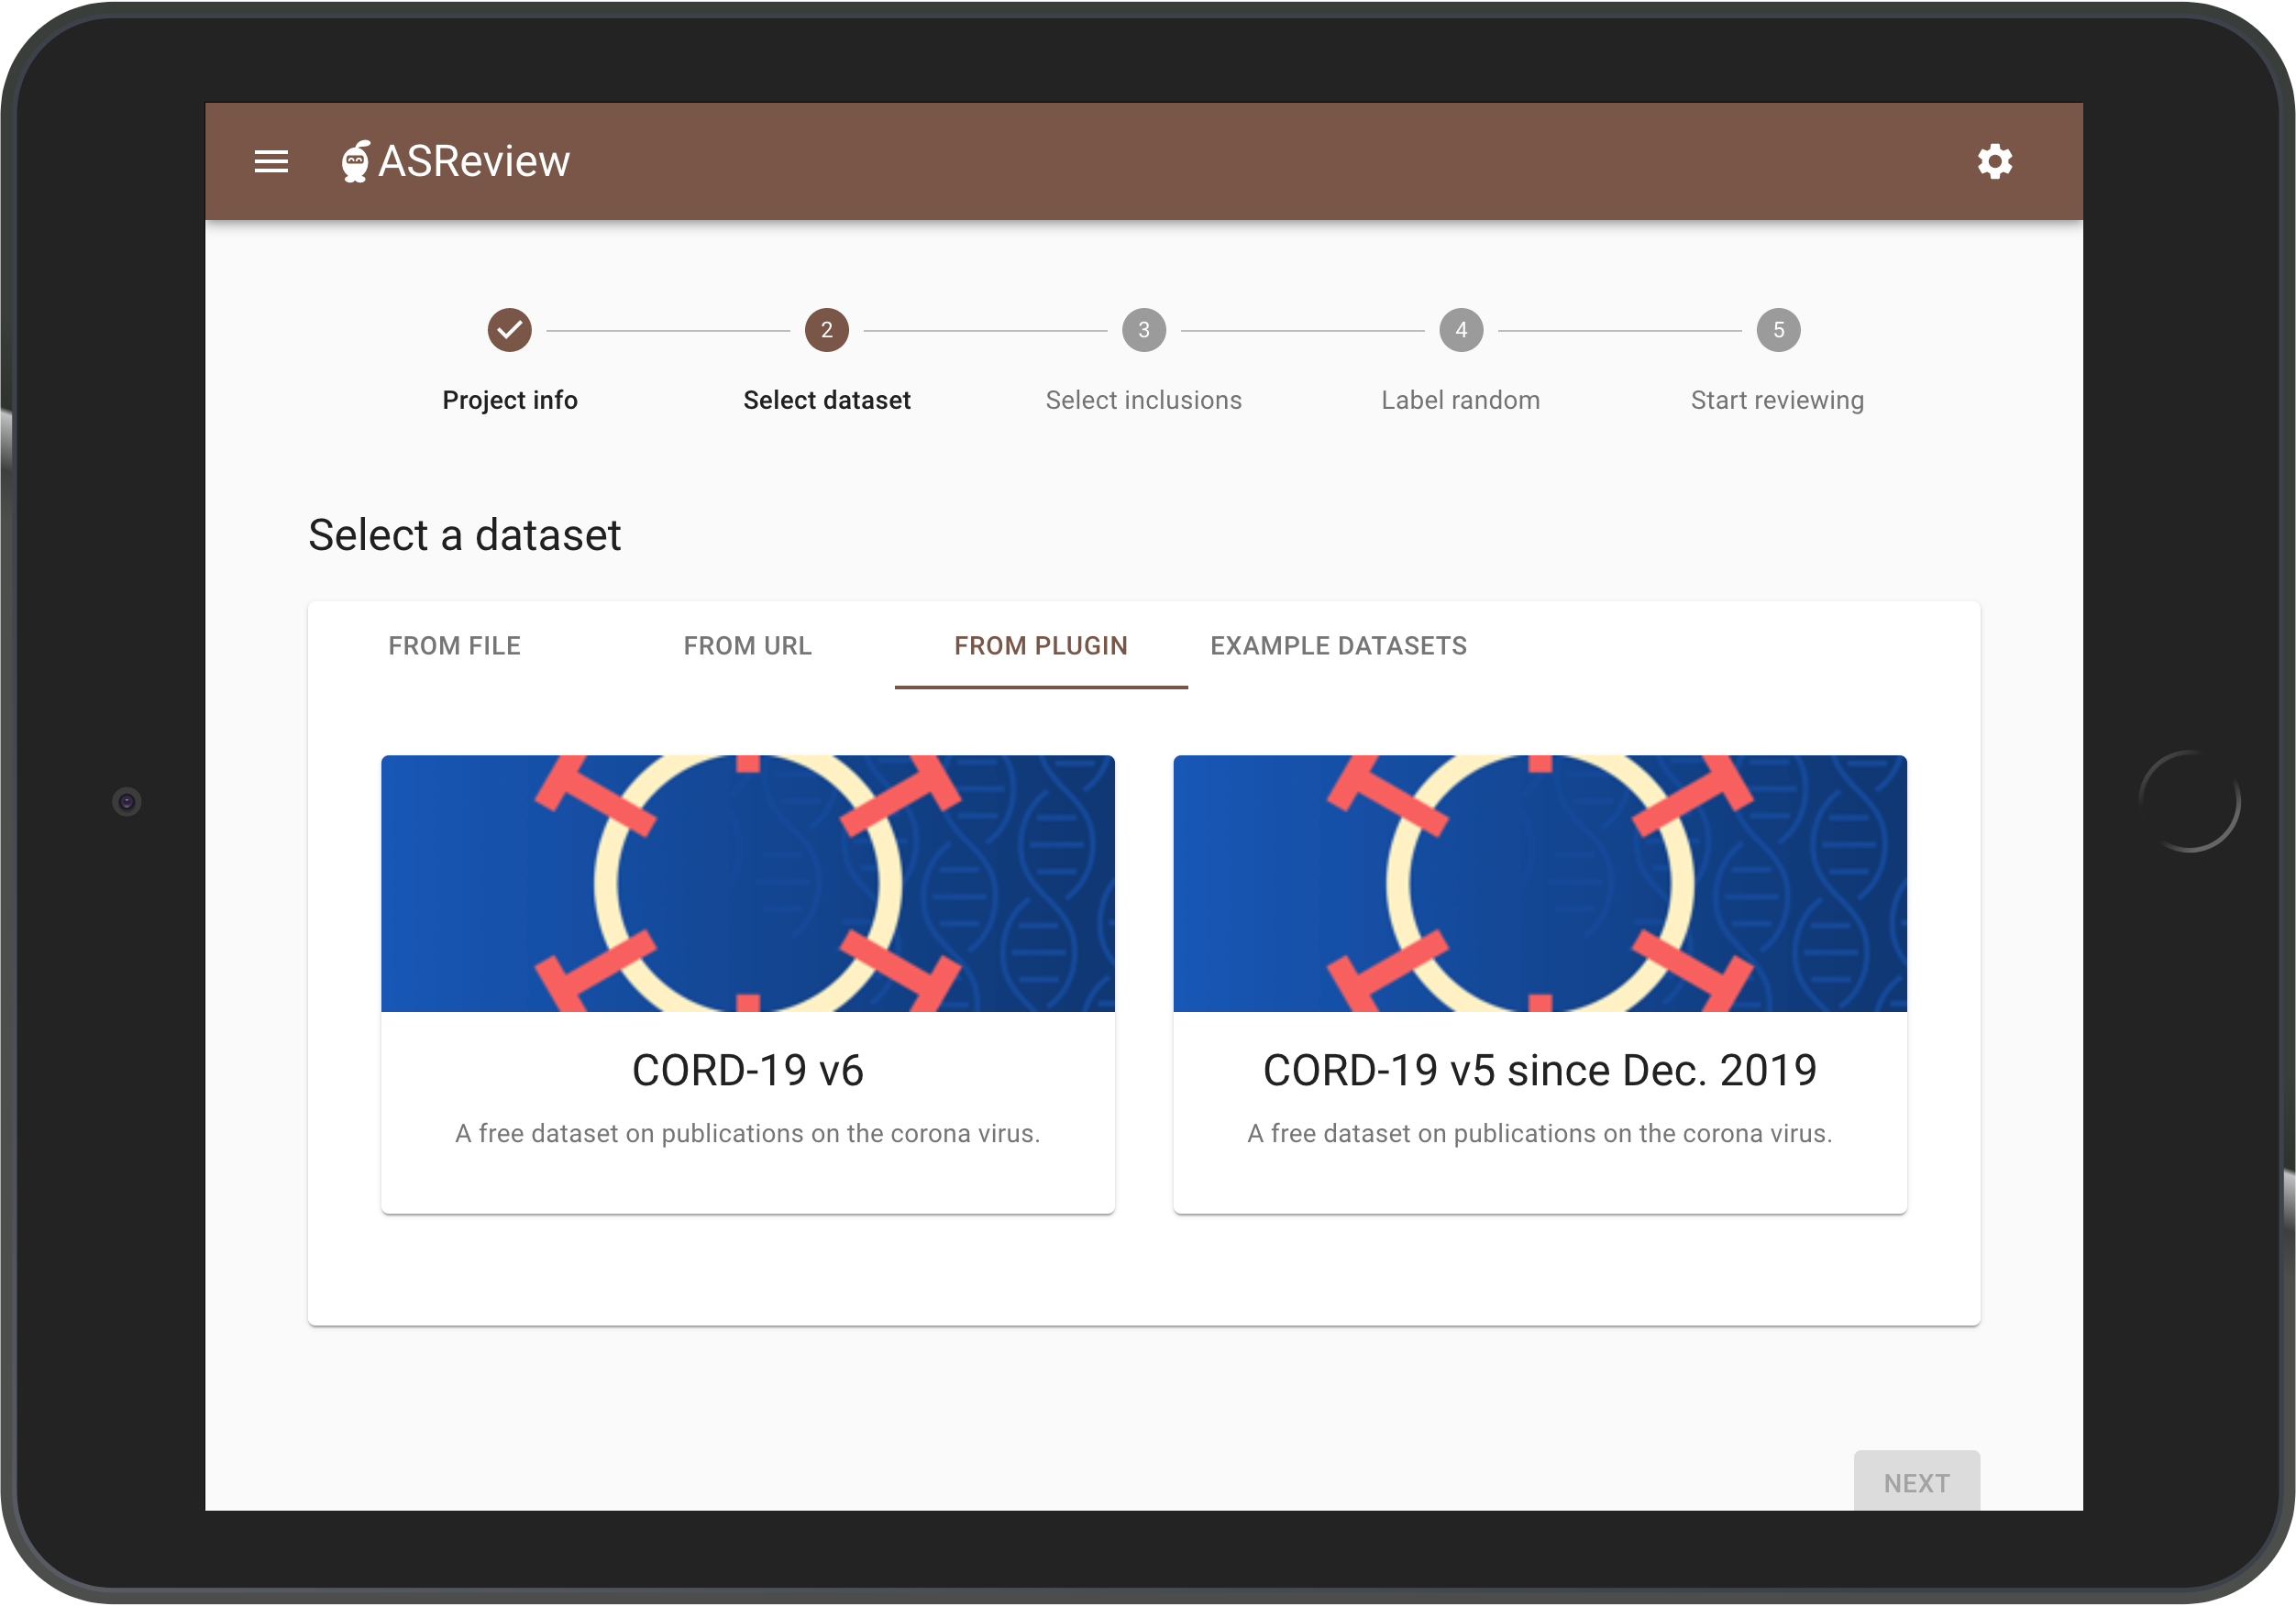 ASReview
2 3 4 5
Project info Select dataset Select inclusions Label random Start reviewing
Select a dataset
FROM FILE FROM URL FROM PLUGIN EXAMPLE DATASETS
CORD-19 v6
A free dataset on publications on the corona virus.
CORD-19 v5 since Dec. 2019
A free dataset on publications on the corona virus.
NEXT